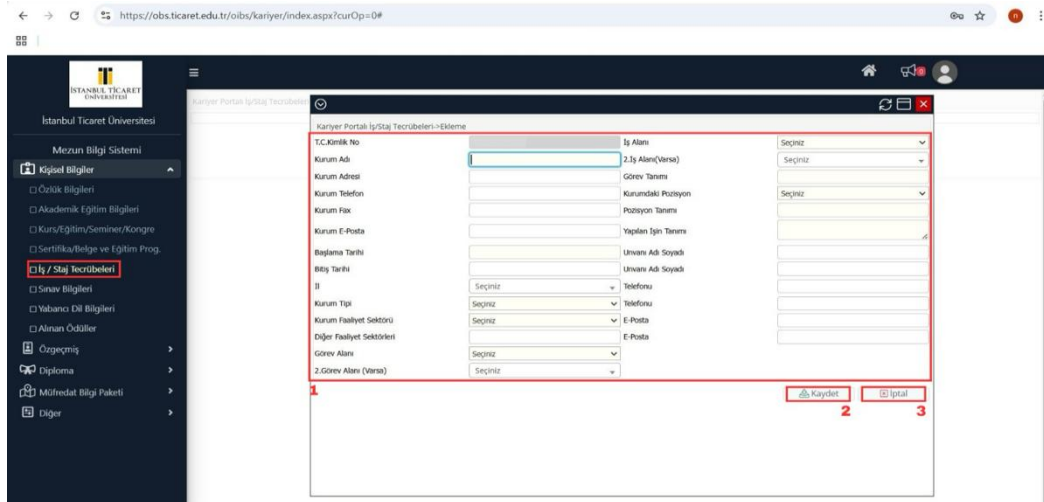 https://obs.ticaret.edu.tr/oibs/kariyer/index.aspx?curOp=0#
n
İSTANBUL TİCARET
ÜNİVERSİTESİ
İstanbul Ticaret Üniversitesi
Mezun Bilgi Sistemi
Kişisel Bilgiler
Özlük Bilgileri
Akademik Eğitim Bilgileri
Kurs/Eğitim/Seminer/Kongre
Sertifika/Belge ve Eğitim Prog.
İş / Staj Tecrübeleri
Sınav Bilgileri
Yabancı Dil Bilgileri
Alınan Ödüller
Özgeçmiş
Diploma
Müfredat Bilgi Paketi
Diğer
Kariyer Portalı İş/Staj Tecrübeleri
0
Kariyer Portalı İş/Staj Tecrübeleri->Ekleme
T.C.Kimlik No
Kurum Adı
Kurum Adresi
Kurum Telefon
Kurum Fax
Kurum E-Posta
Başlama Tarihi
Bitiş Tarihi
İl Seçiniz
Kurum Tipi Seçiniz
Kurum Faaliyet Sektörü Seçiniz
Diğer Faaliyet Sektörleri
Görev Alanı Seçiniz
2.Görev Alanı (Varsa) Seçiniz
İş Alanı Seçiniz
2.İş Alanı(Varsa) Seçiniz
Görev Tanımı
Kurumdaki Pozisyon Seçiniz
Pozisyon Tanımı
Yapılan İşin Tanımı
Unvanı Adı Soyadı
Unvanı Adı Soyadı
Telefonu
Telefonu
E-Posta
E-Posta
1
Kaydet
2
İptal
3